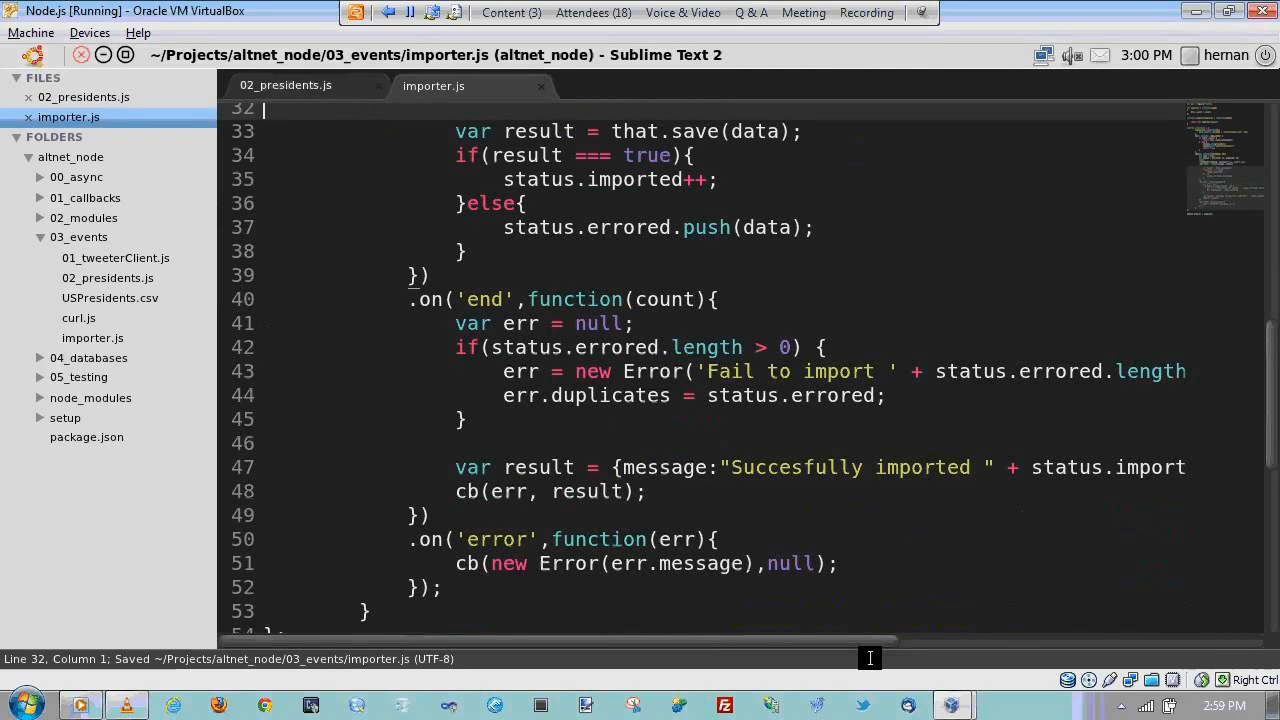 Node.js [Running] - Oracle VM VirtualBox
Content (3) Attendees (18) Voice & Video Q & A Meeting Recording
Machine Devices Help
~/Projects/altnet_node/03_events/importer.js (altnet_node) - Sublime Text 2
3:00 PM hernan
FILES
02_presidents.js
importer.js
FOLDERS
altnet_node
00_async
01_callbacks
02_modules
03_events
01_tweeterClient.js
02_presidents.js
USPresidents.csv
curl.js
importer.js
04_databases
05_testing
node_modules
setup
package.json
02_presidents.js importer.js
32
33 var result = that.save(data);
34 if(result === true){
35 status.imported++;
36 }else{
37 status.errored.push(data);
38 }
39 })
40 .on('end',function(count){
41 var err = null;
42 if(status.errored.length > 0) {
43 err = new Error('Fail to import ' + status.errored.length
44 err.duplicates = status.errored;
45 }
46
47 var result = {message:"Succesfully imported " + status.import
48 cb(err, result);
49 })
50 .on('error',function(err){
51 cb(new Error(err.message),null);
52 });
53 }
54 };
Line 32, Column 1; Saved ~/Projects/altnet_node/03_events/importer.js (UTF-8)
Right Ctrl
2:59 PM